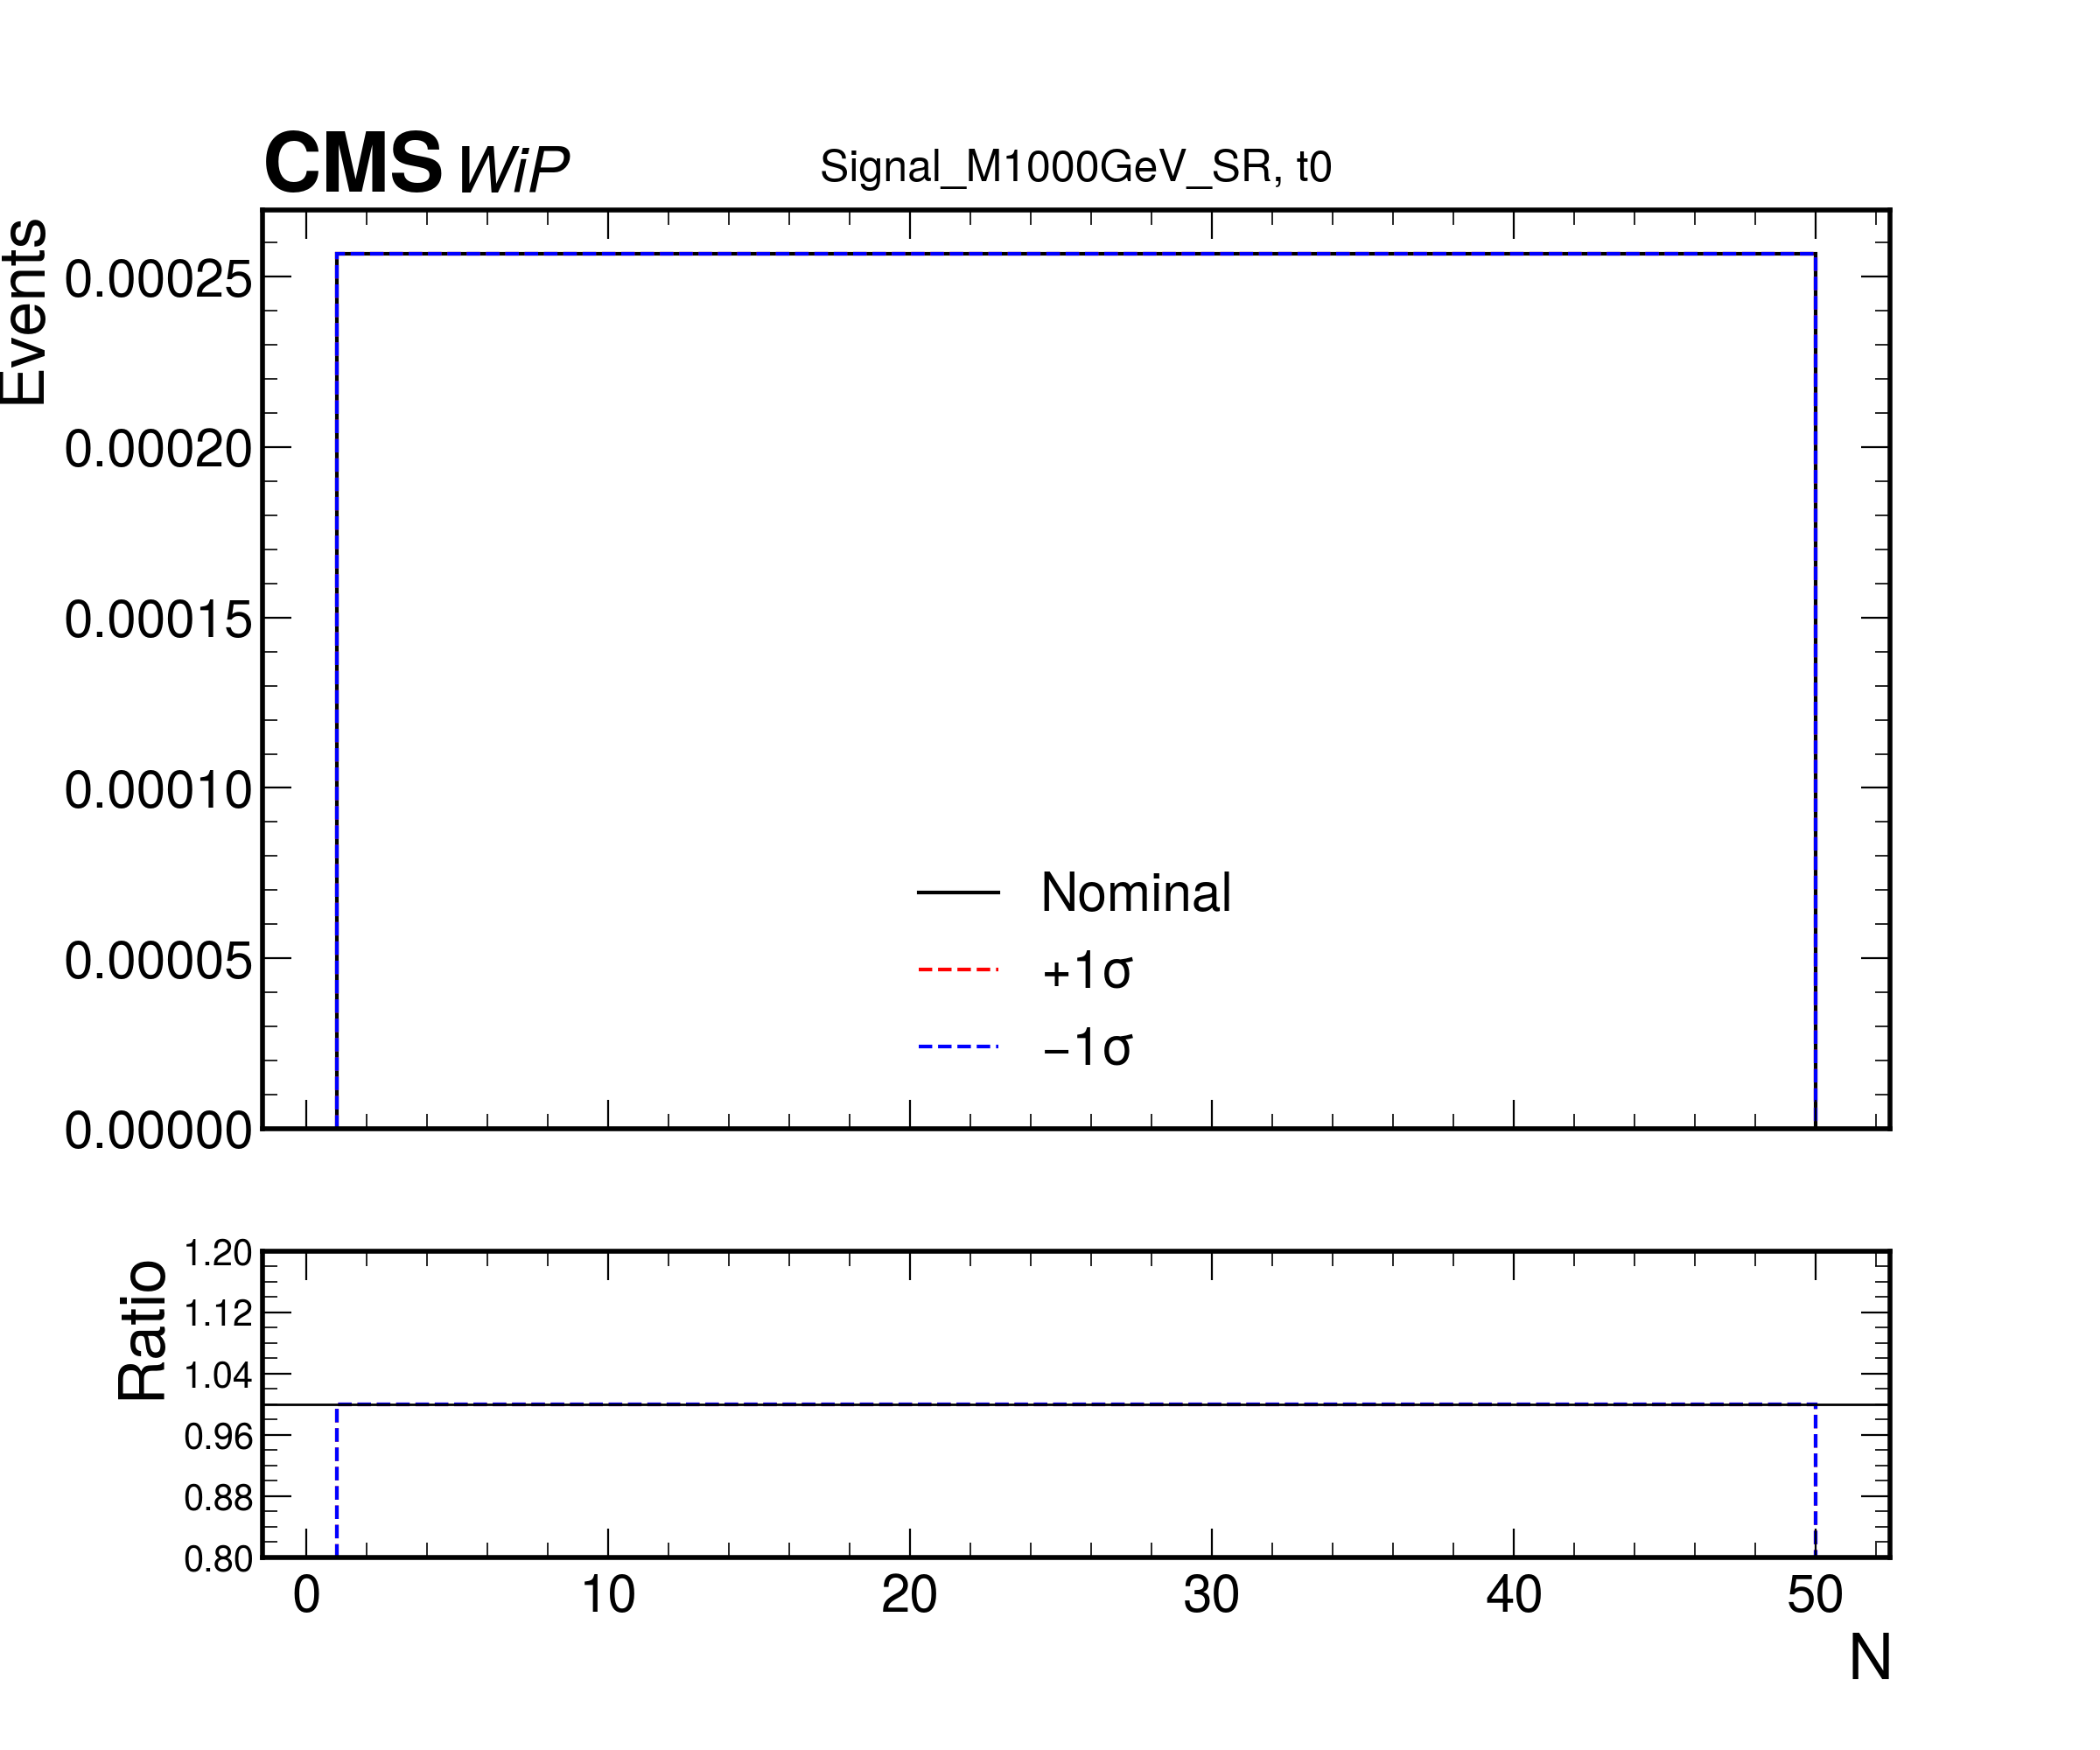 CMS WiP
Signal_M1000GeV_SR, t0
Events
0.00025
0.00020
0.00015
0.00010
0.00005
0.00000
Nominal
+1σ
−1σ
Ratio
1.20
1.12
1.04
0.96
0.88
0.80
0 10 20 30 40 50
N